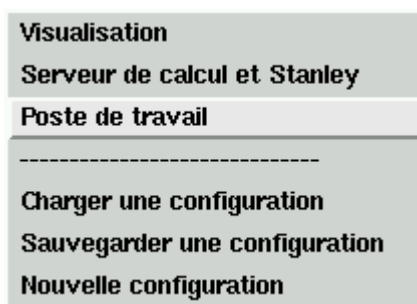 Visualisation
Serveur de calcul et Stanley
Poste de travail
------------------------------
Charger une configuration
Sauvegarder une configuration
Nouvelle configuration